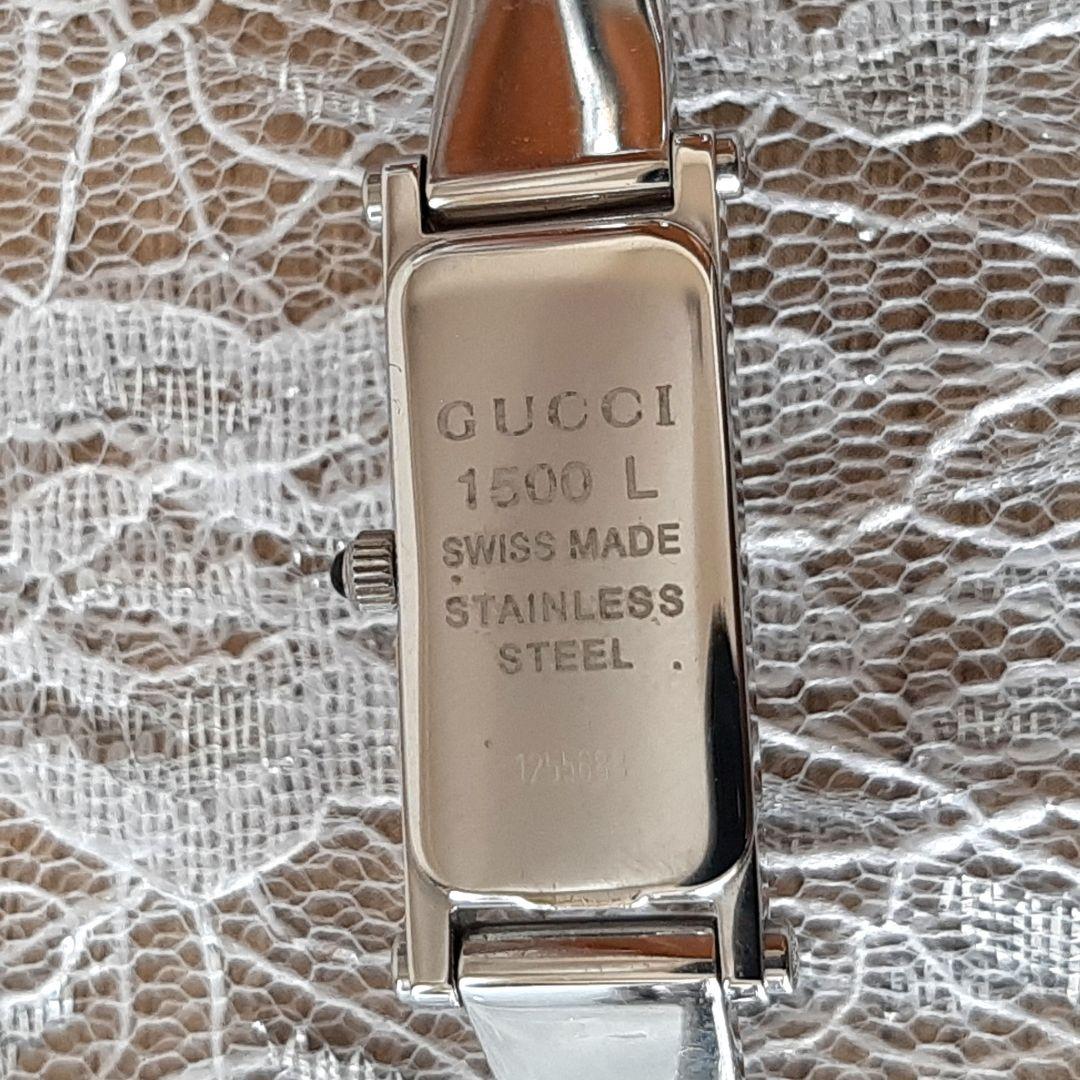 GUCCI
1500 L
SWISS MADE
STAINLESS
STEEL